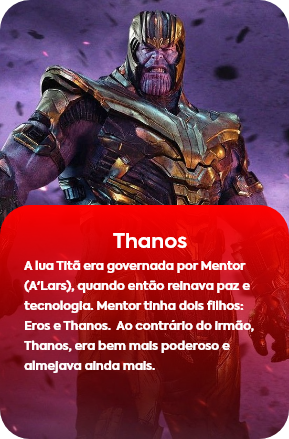 Thanos
A lua Titã era governada por Mentor
(A'Lars), quando então reinava paz e
tecnologia. Mentor tinha dois filhos:
Eros e Thanos. Ao contrário do irmão,
Thanos, era bem mais poderoso e
almejava ainda mais.